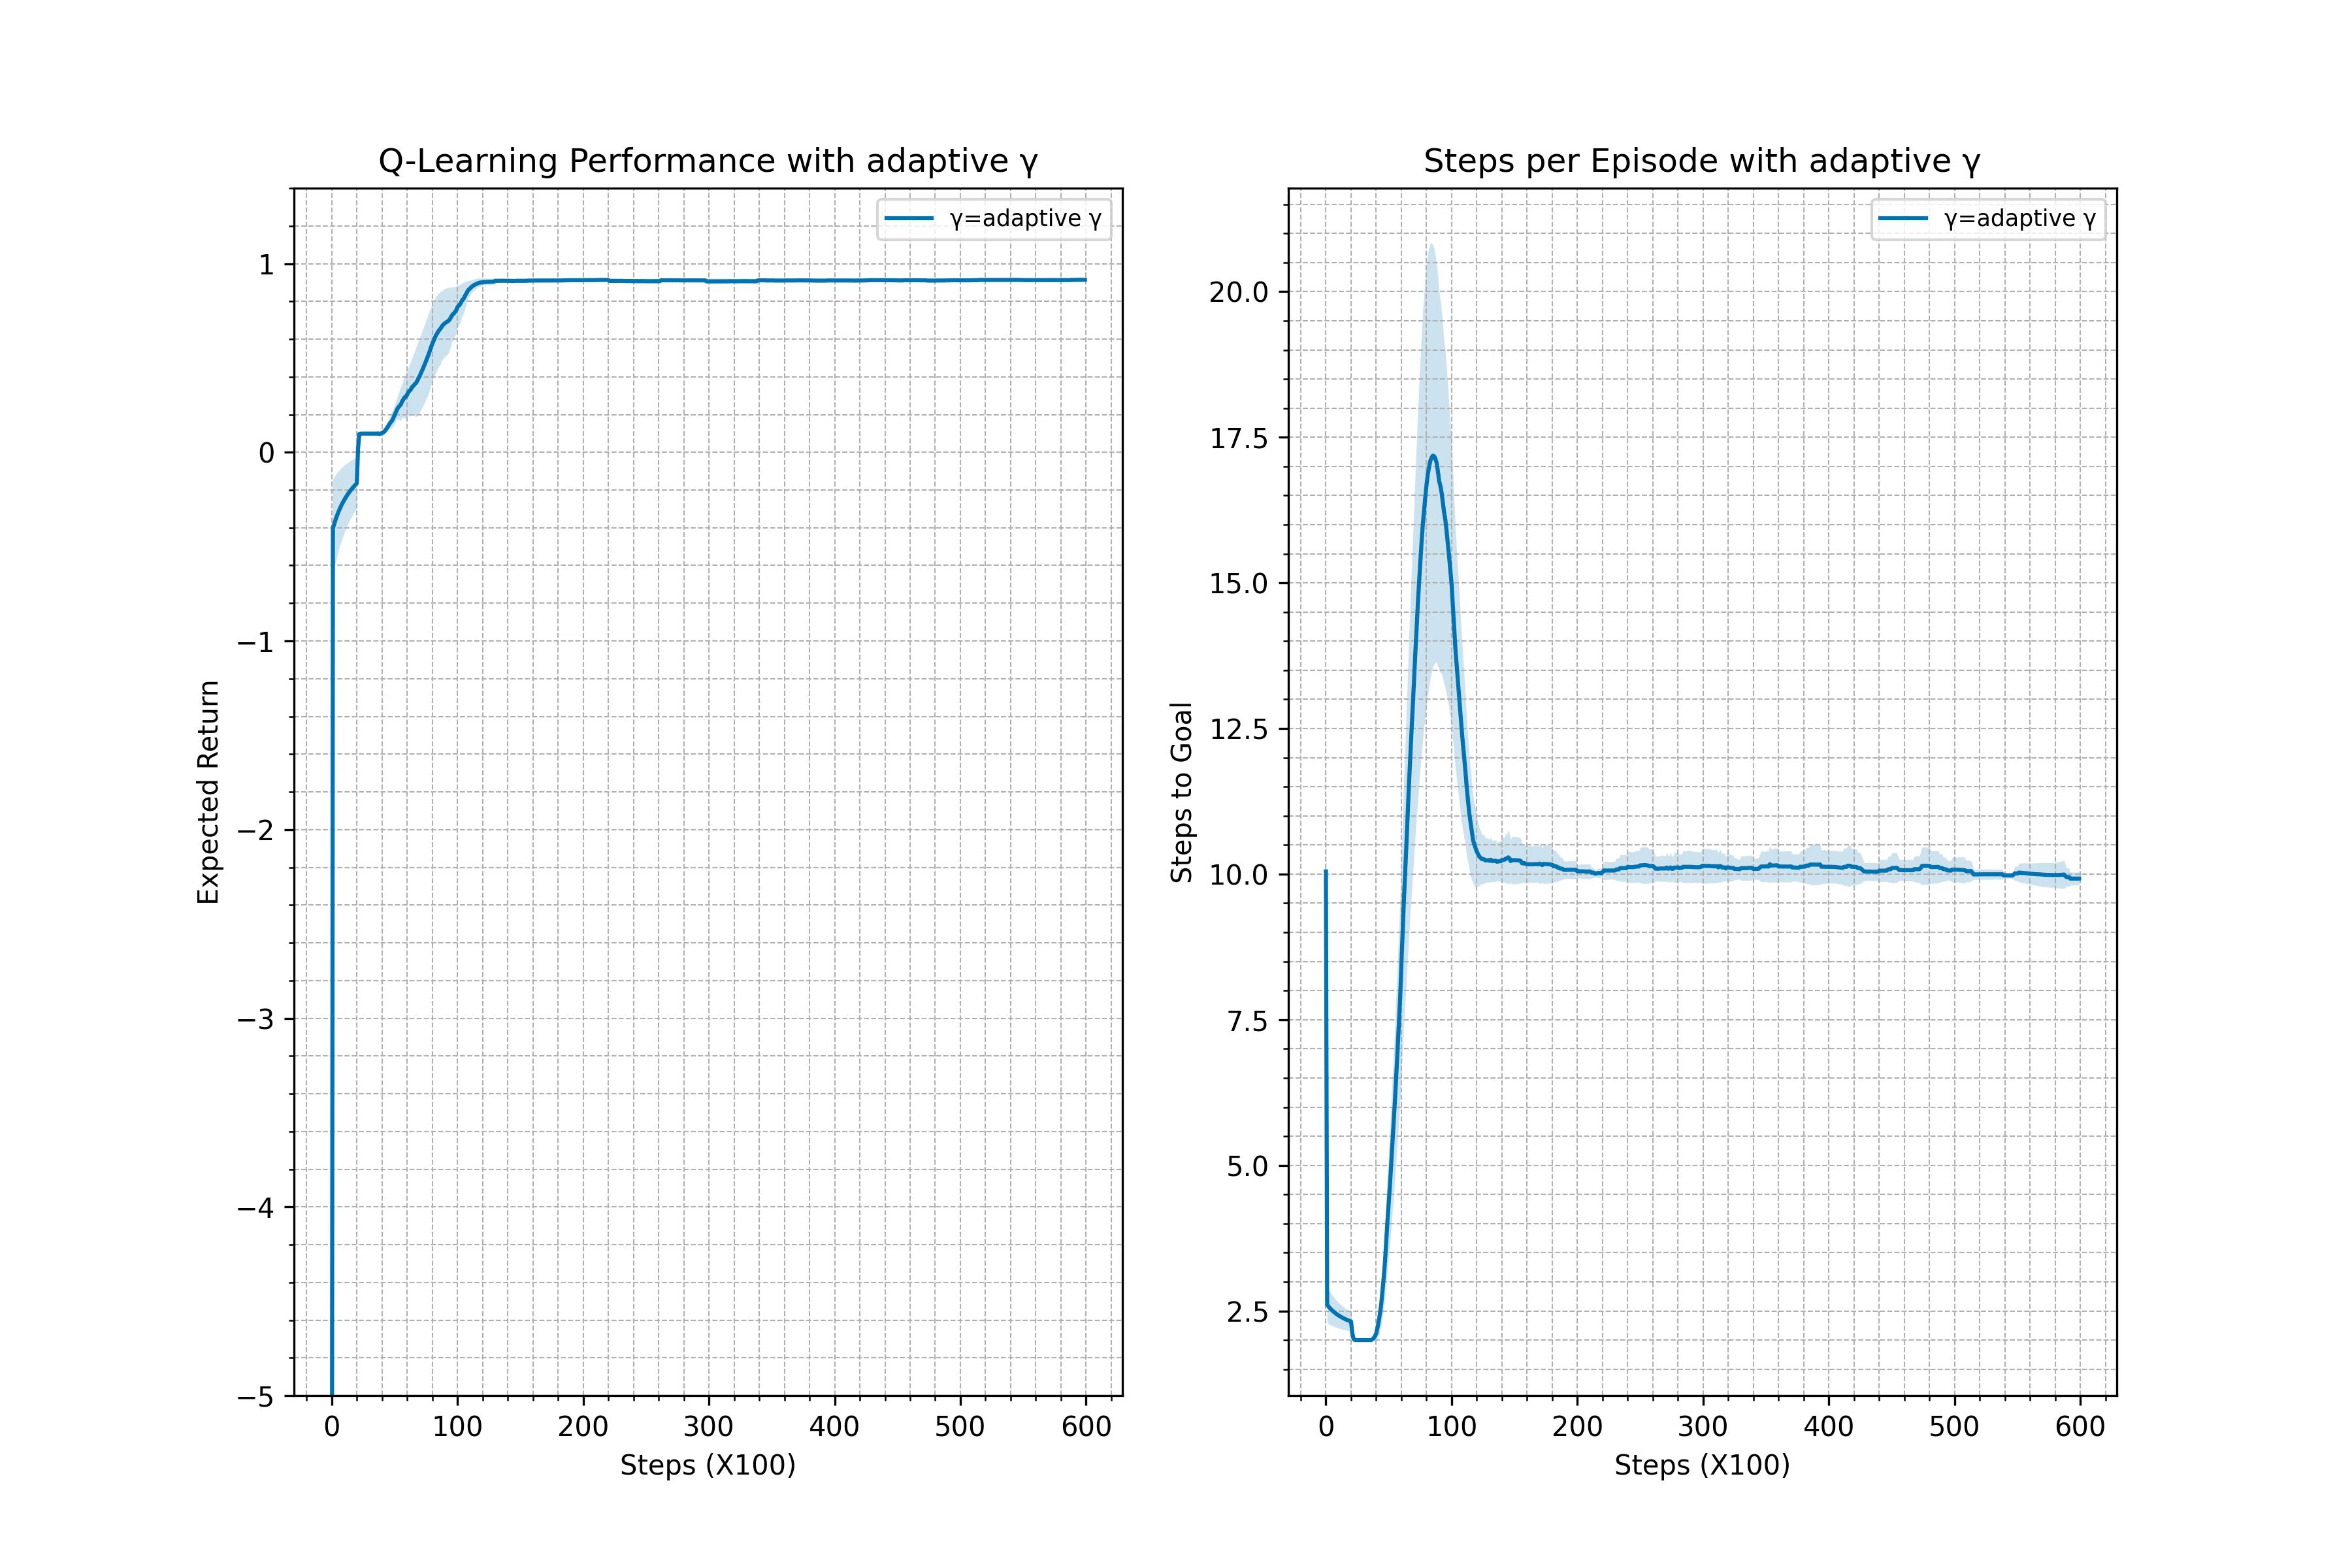 Q-Learning Performance with adaptive γ
γ=adaptive γ
Expected Return
1
0
−1
−2
−3
−4
−5
0 100 200 300 400 500 600
Steps (X100)
Steps per Episode with adaptive γ
γ=adaptive γ
Steps to Goal
20.0
17.5
15.0
12.5
10.0
7.5
5.0
2.5
0 100 200 300 400 500 600
Steps (X100)